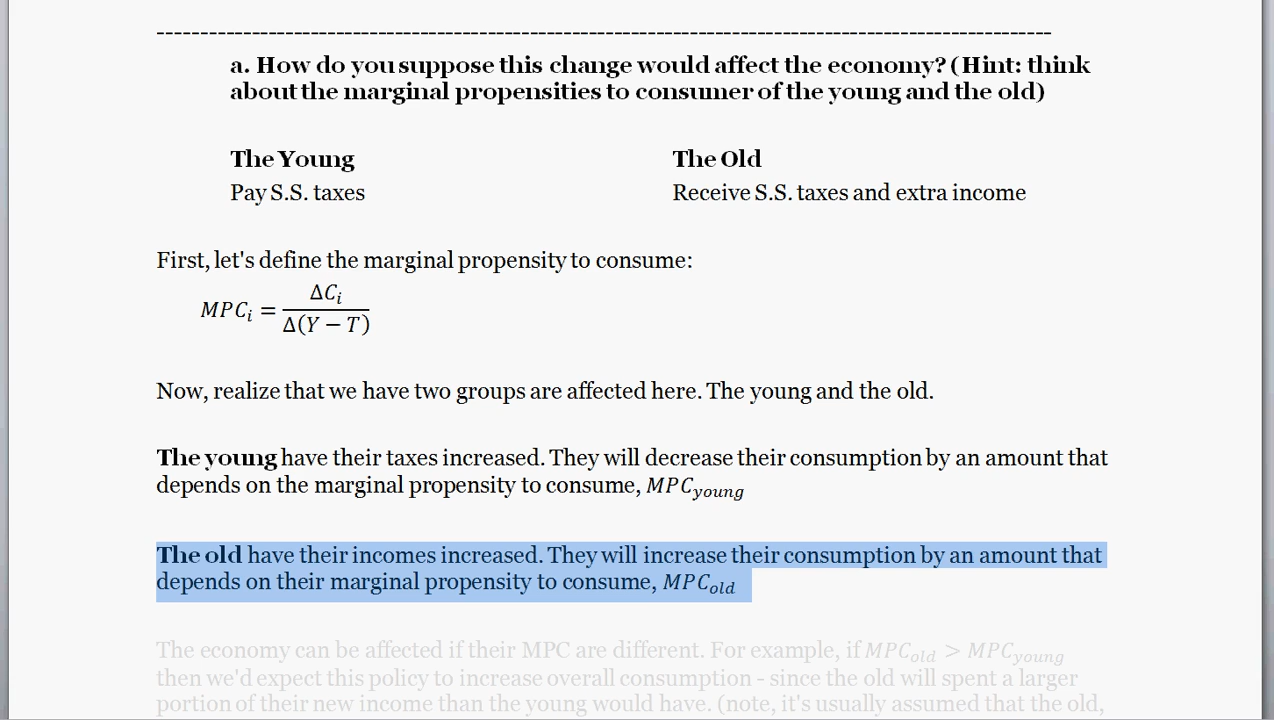 a. How do you suppose this change would affect the economy? (Hint: think
about the marginal propensities to consumer of the young and the old)
The Young The Old
Pay S.S. taxes Receive S.S. taxes and extra income
First, let's define the marginal propensity to consume:
MPCᵢ = ΔCᵢ / Δ(Y − T)
Now, realize that we have two groups are affected here. The young and the old.
The young have their taxes increased. They will decrease their consumption by an amount that
depends on the marginal propensity to consume, MPC_young
The old have their incomes increased. They will increase their consumption by an amount that
depends on their marginal propensity to consume, MPC_old
The economy can be affected if their MPC are different. For example, if MPC_old > MPC_young
then we'd expect this policy to increase overall consumption - since the old will spent a larger
portion of their new income than the young would have. (note, it's usually assumed that the old,